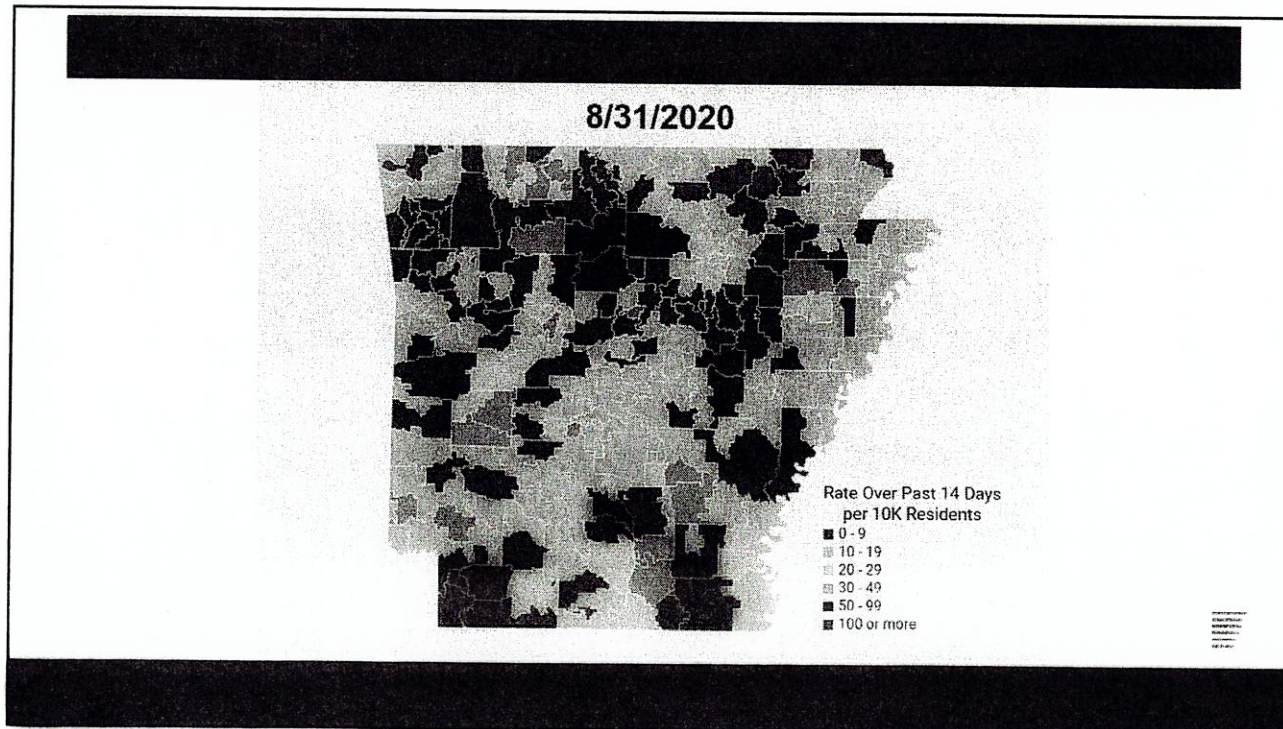 8/31/2020
Rate Over Past 14 Days
per 10K Residents
0 - 9
10 - 19
20 - 29
30 - 49
50 - 99
100 or more